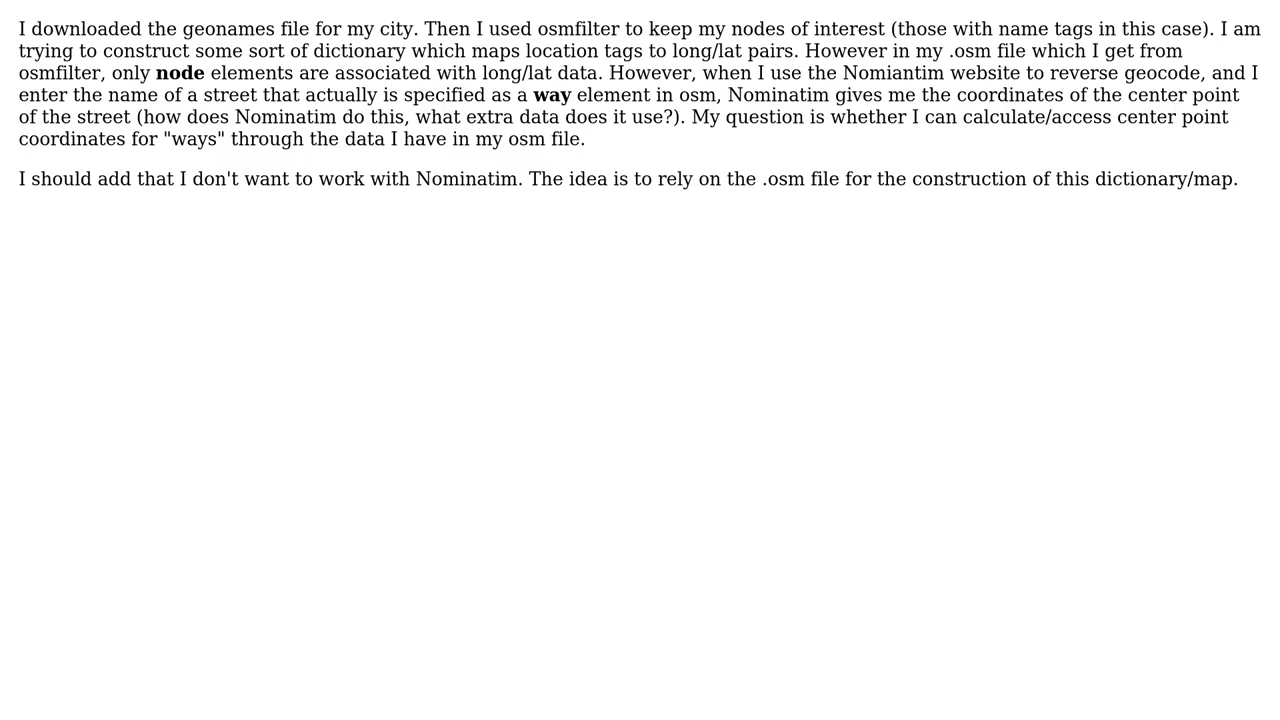 I downloaded the geonames file for my city. Then I used osmfilter to keep my nodes of interest (those with name tags in this case). I am
trying to construct some sort of dictionary which maps location tags to long/lat pairs. However in my .osm file which I get from
osmfilter, only node elements are associated with long/lat data. However, when I use the Nomiantim website to reverse geocode, and I
enter the name of a street that actually is specified as a way element in osm, Nominatim gives me the coordinates of the center point
of the street (how does Nominatim do this, what extra data does it use?). My question is whether I can calculate/access center point
coordinates for "ways" through the data I have in my osm file.
I should add that I don't want to work with Nominatim. The idea is to rely on the .osm file for the construction of this dictionary/map.